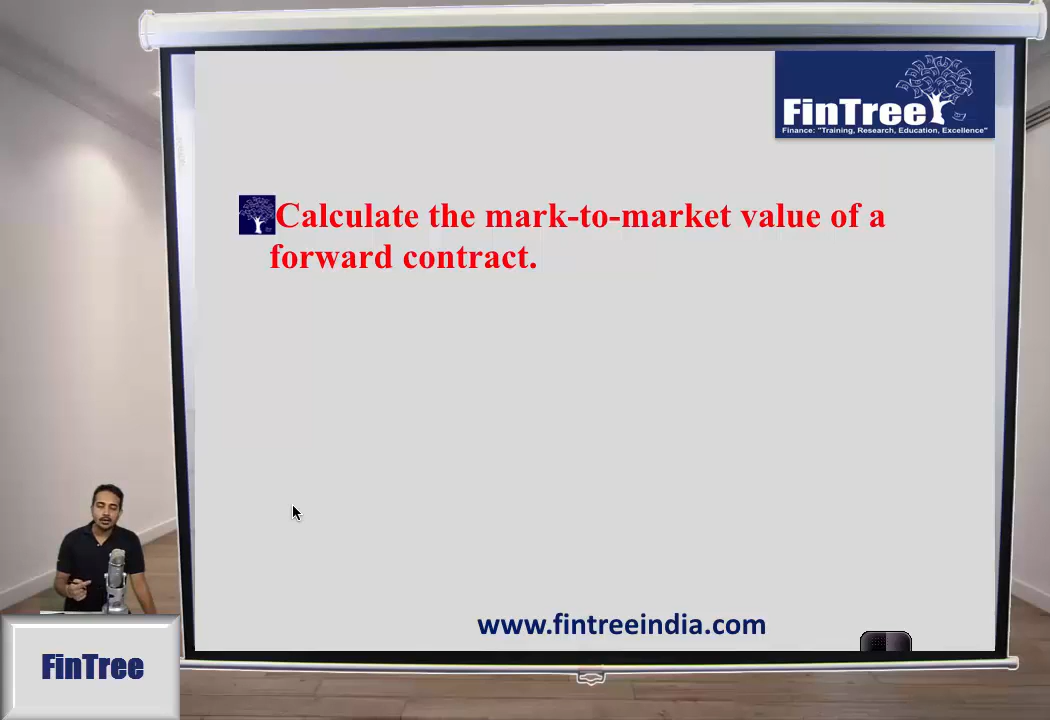 FinTree
Finance: "Training, Research, Education, Excellence"
Calculate the mark-to-market value of a
forward contract.
www.fintreeindia.com
FinTree